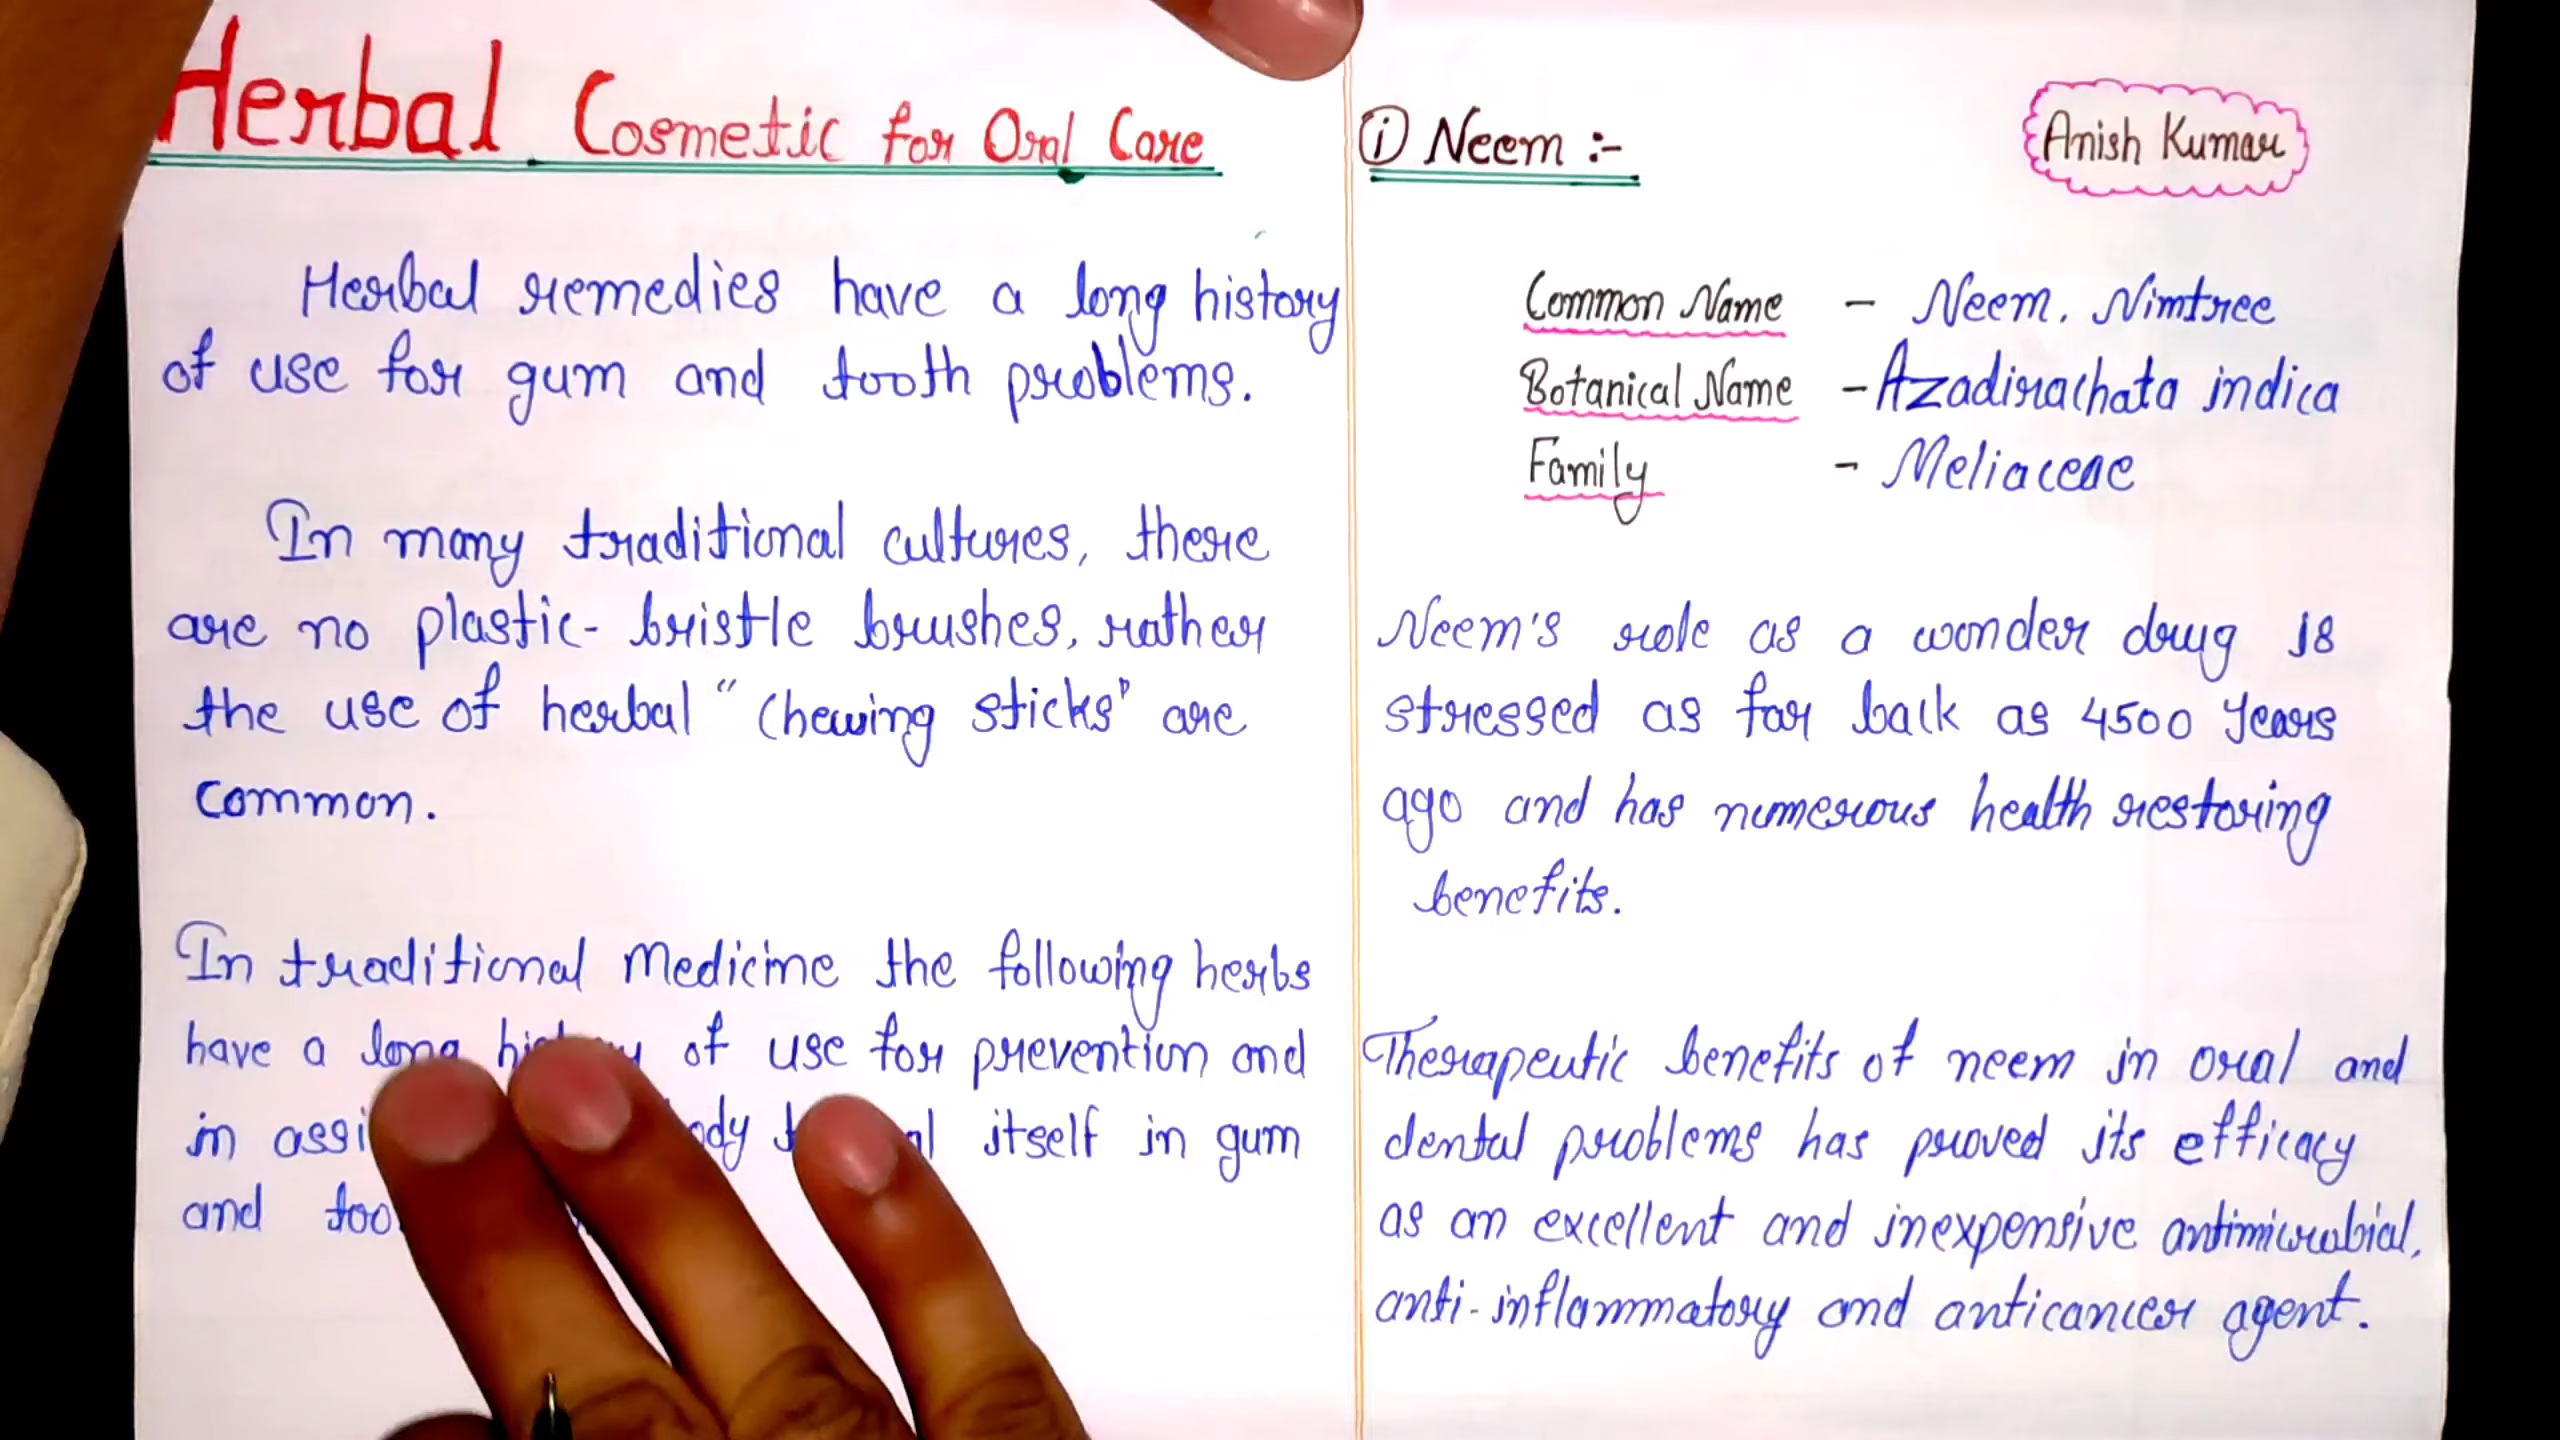 Herbal Cosmetic for Oral Care
Herbal remedies have a long history
of use for gum and tooth problems.
In many traditional cultures, there
are no plastic-bristle brushes, rather
the use of herbal "Chewing sticks" are
common.
In traditional Medicine the following herbs
have a long history of use for prevention and
in itself in gum
and
i) Neem :-
Anish Kumar
Common Name - Neem, Nimtree
Botanical Name - Azadirachata indica
Family - Meliaceae
Neem's role as a wonder drug is
stressed as far back as 4500 years
ago and has numerous health restoring
benefits.
Therapeutic benefits of neem in oral and
dental problems has proved its efficacy
as an excellent and inexpensive antimicrobial,
anti-inflammatory and anticancer agent.